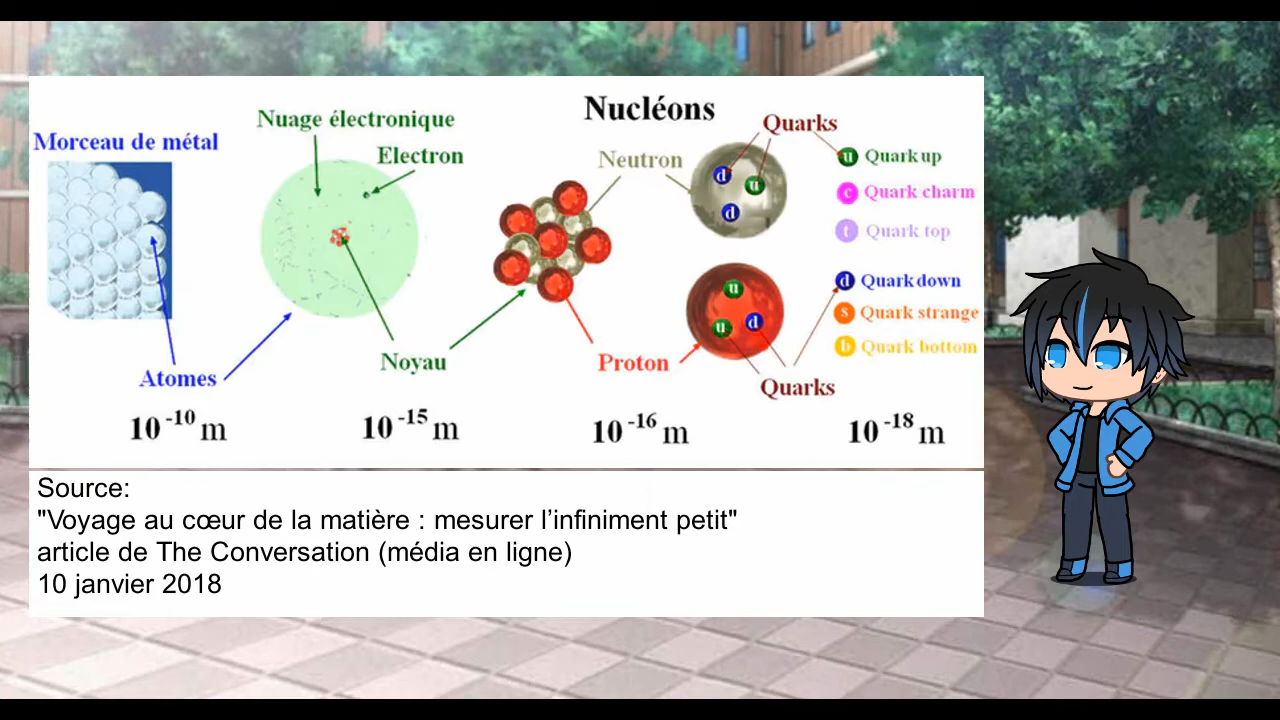 Nucléons
Morceau de métal
Nuage électronique
Electron
Neutron
Quarks
d
u
d
u Quark up
c Quark charm
t Quark top
d Quark down
s Quark strange
b Quark bottom
u
u
d
Atomes
Noyau
Proton
Quarks
10 -10 m
10 -15 m
10 -16 m
10 -18 m
Source:
"Voyage au cœur de la matière : mesurer l’infiniment petit"
article de The Conversation (média en ligne)
10 janvier 2018